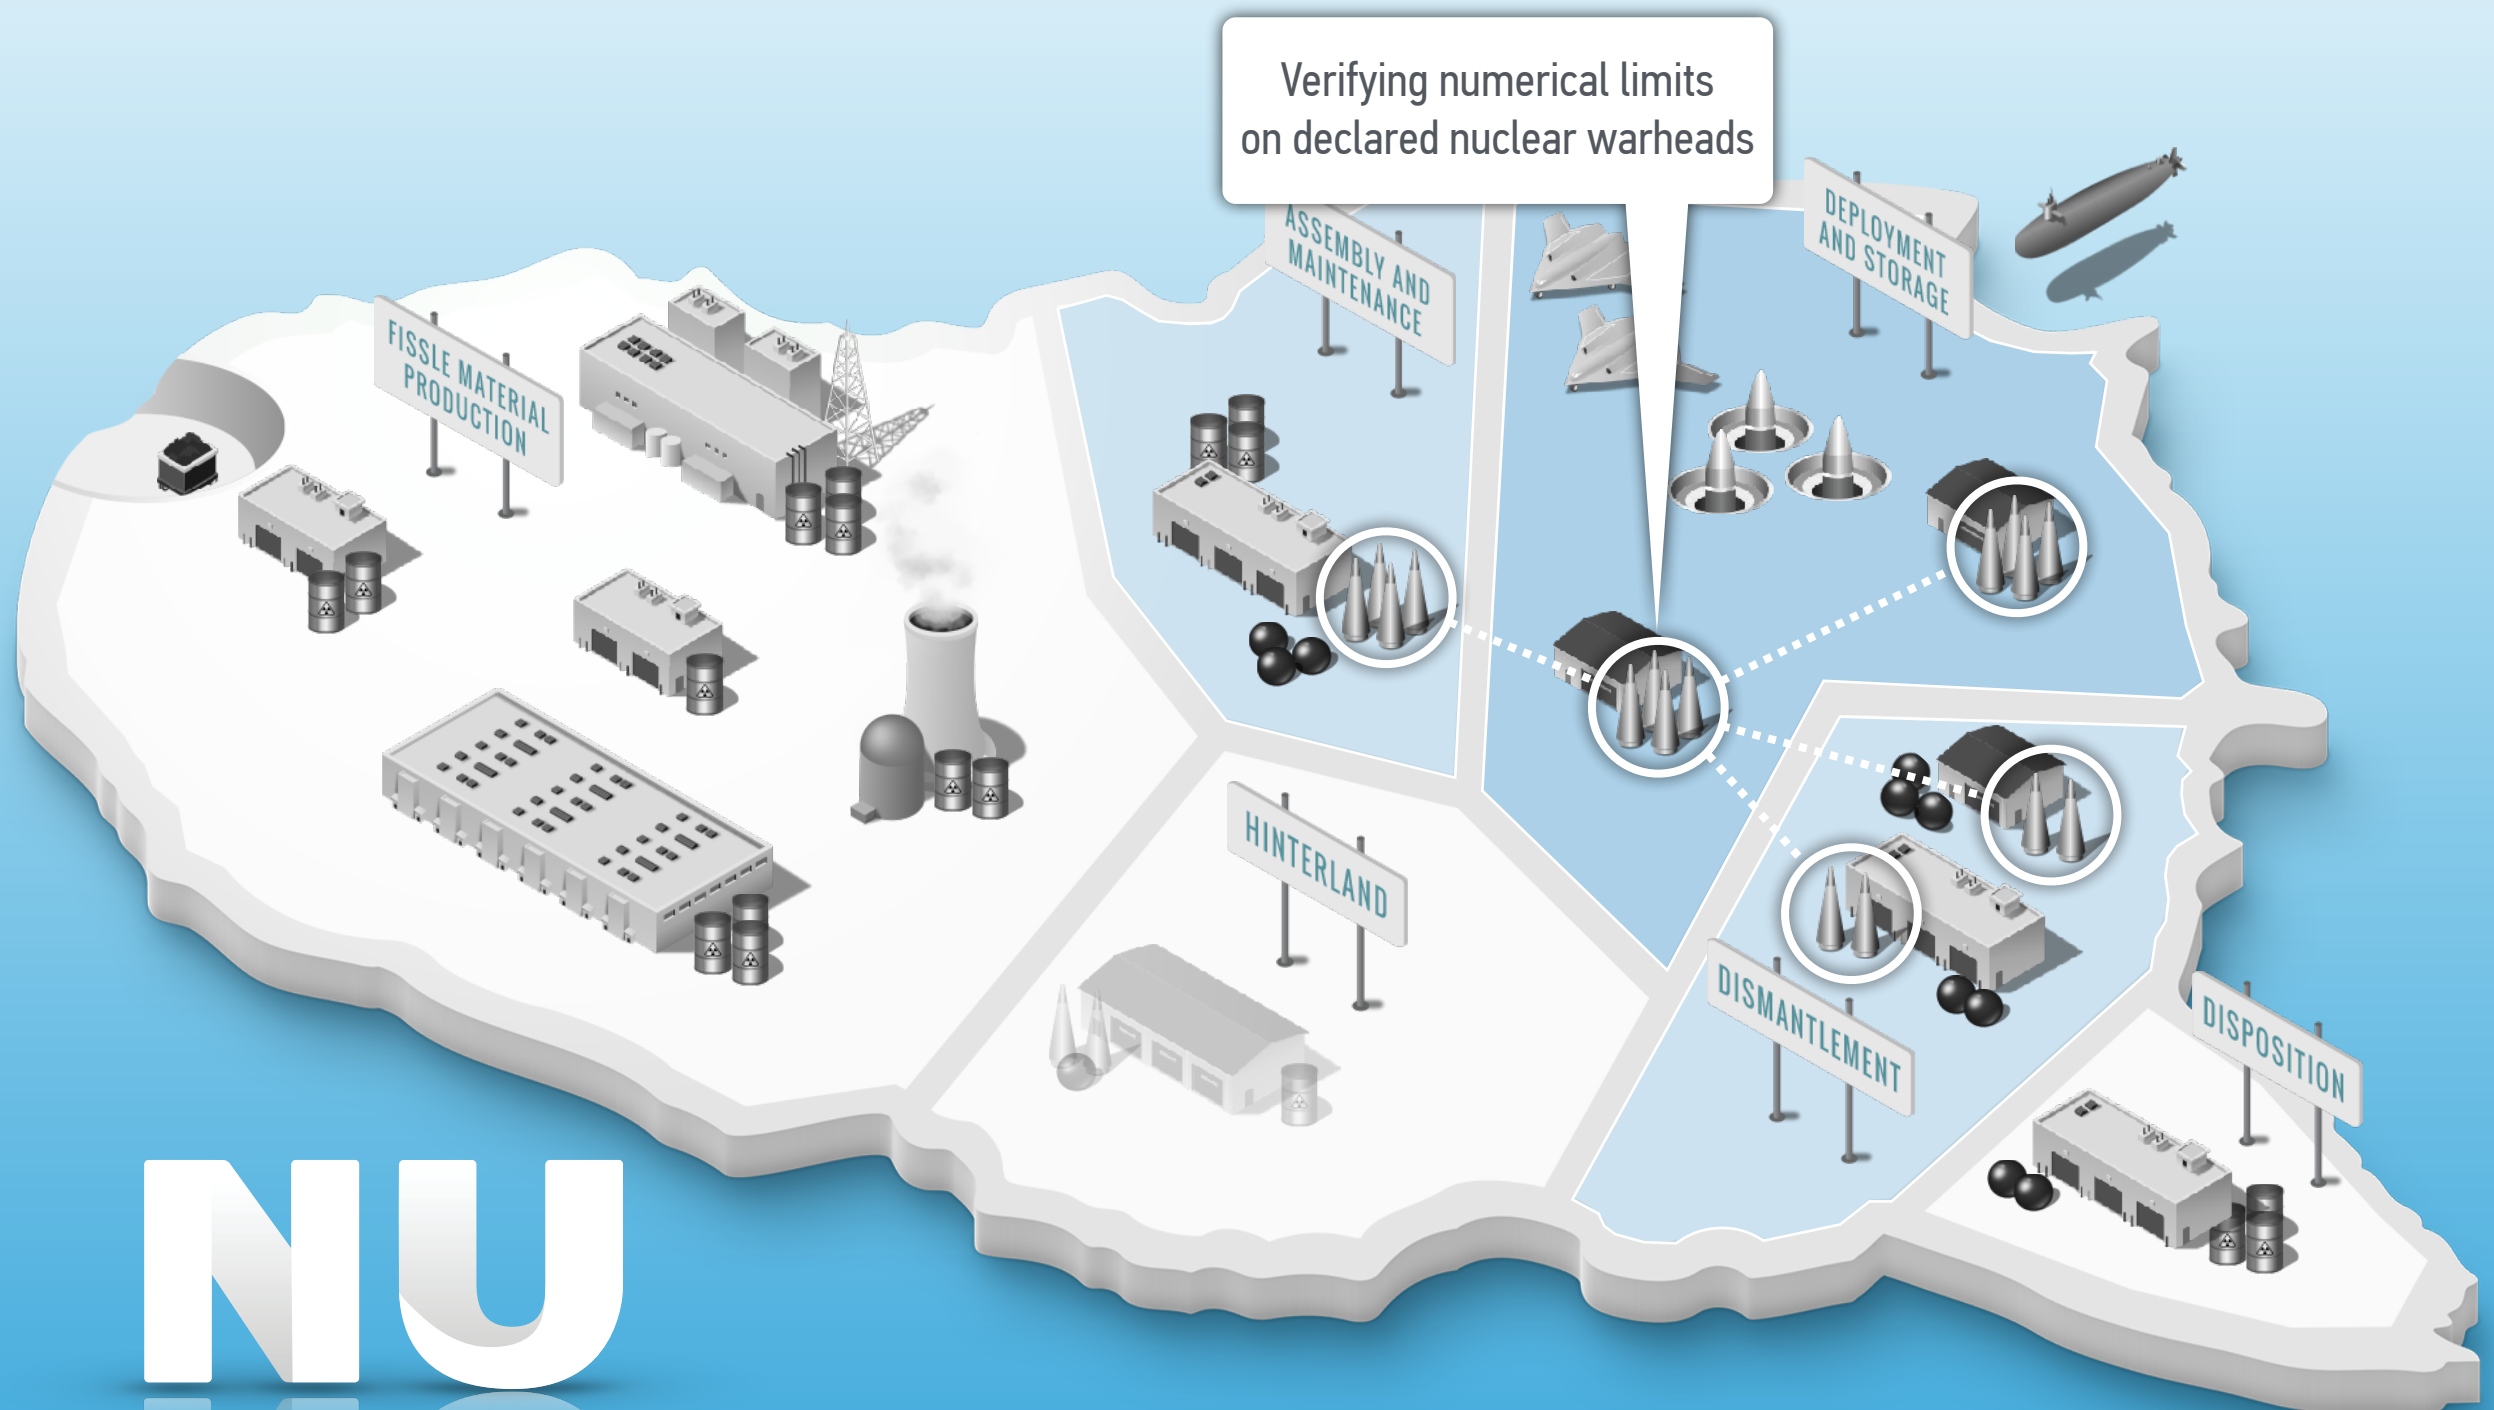 Verifying numerical limits
on declared nuclear warheads
ASSEMBLY AND
MAINTENANCE
DEPLOYMENT
AND STORAGE
FISSLE MATERIAL
PRODUCTION
HINTERLAND
DISMANTLEMENT
DISPOSITION
NU